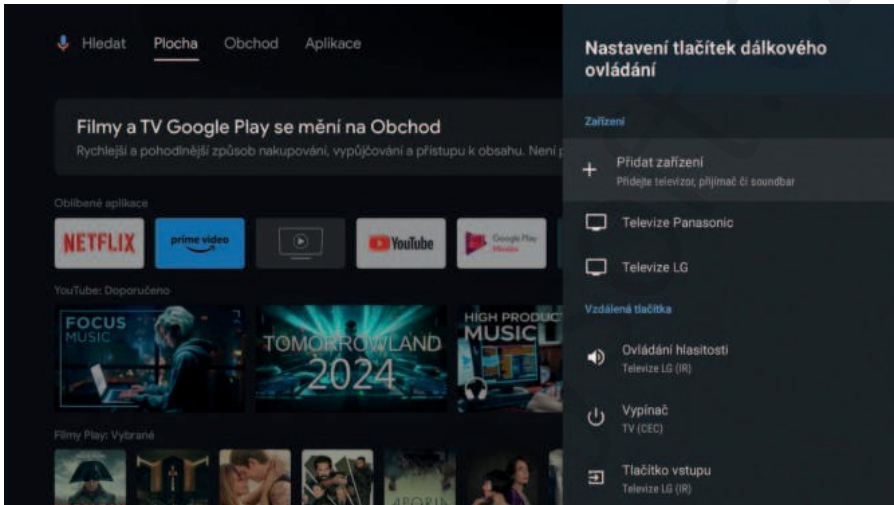 Hledat Plocha Obchod Aplikace
Filmy a TV Google Play se mění na Obchod
Rychlejší a pohodlnější způsob nakupování, vypůjčování a přístupu k obsahu. Není p
Oblíbené aplikace
NETFLIX prime video YouTube Google Play
YouTube: Doporučeno
FOCUS
MUSIC
TOMORROWLAND
2024
HIGH PRODUC
MUSIC
Filmy Play: Vybrané
Nastavení tlačítek dálkového
ovládání
Zařízení
Přidat zařízení
Přidejte televizor, přijímač či soundbar
Televize Panasonic
Televize LG
Vzdálená tlačítka
Ovládání hlasitosti
Televize LG (IR)
Vypínač
TV (CEC)
Tlačítko vstupu
Televize LG (IR)